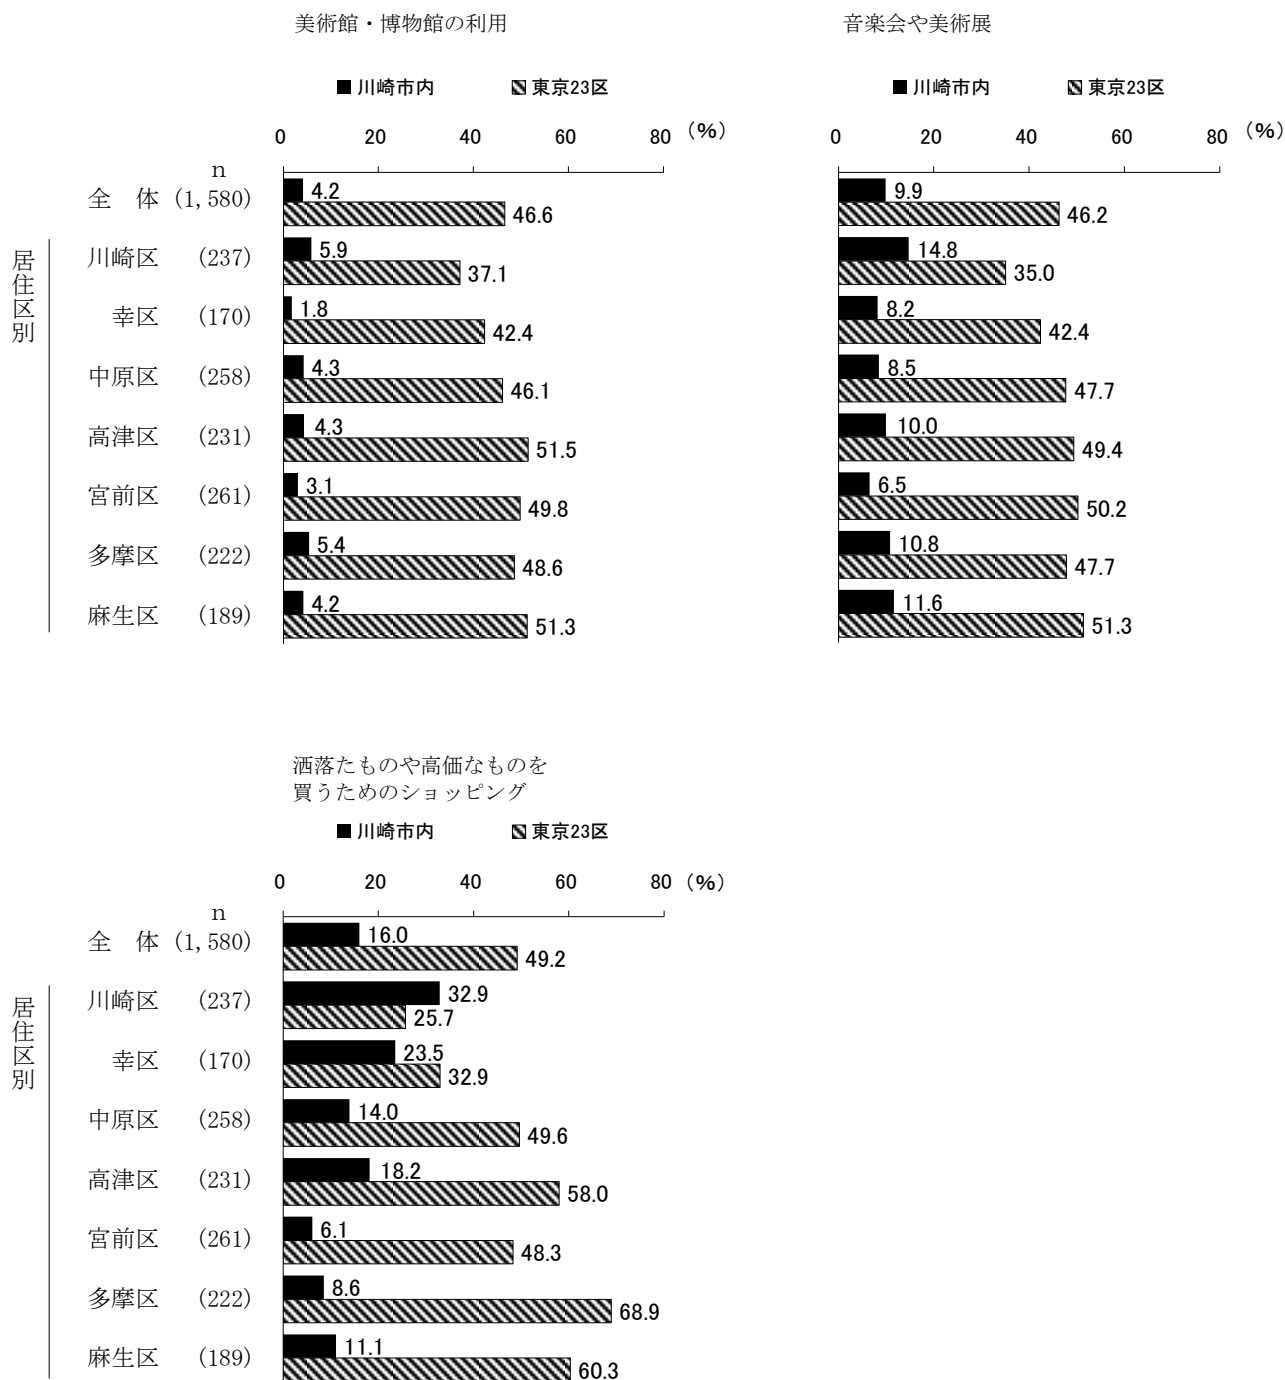 美術館・博物館の利用
■川崎市内 東京23区
0 20 40 60 80 (%)
n
全 体 (1,580) 4.2 46.6
居住区別
川崎区 (237) 5.9 37.1
幸区 (170) 1.8 42.4
中原区 (258) 4.3 46.1
高津区 (231) 4.3 51.5
宮前区 (261) 3.1 49.8
多摩区 (222) 5.4 48.6
麻生区 (189) 4.2 51.3
音楽会や美術展
■川崎市内 東京23区
0 20 40 60 80 (%)
9.9 46.2
14.8 35.0
8.2 42.4
8.5 47.7
10.0 49.4
6.5 50.2
10.8 47.7
11.6 51.3
洒落たものや高価なものを
買うためのショッピング
■川崎市内 東京23区
0 20 40 60 80 (%)
n
全 体 (1,580) 16.0 49.2
居住区別
川崎区 (237) 32.9 25.7
幸区 (170) 23.5 32.9
中原区 (258) 14.0 49.6
高津区 (231) 18.2 58.0
宮前区 (261) 6.1 48.3
多摩区 (222) 8.6 68.9
麻生区 (189) 11.1 60.3